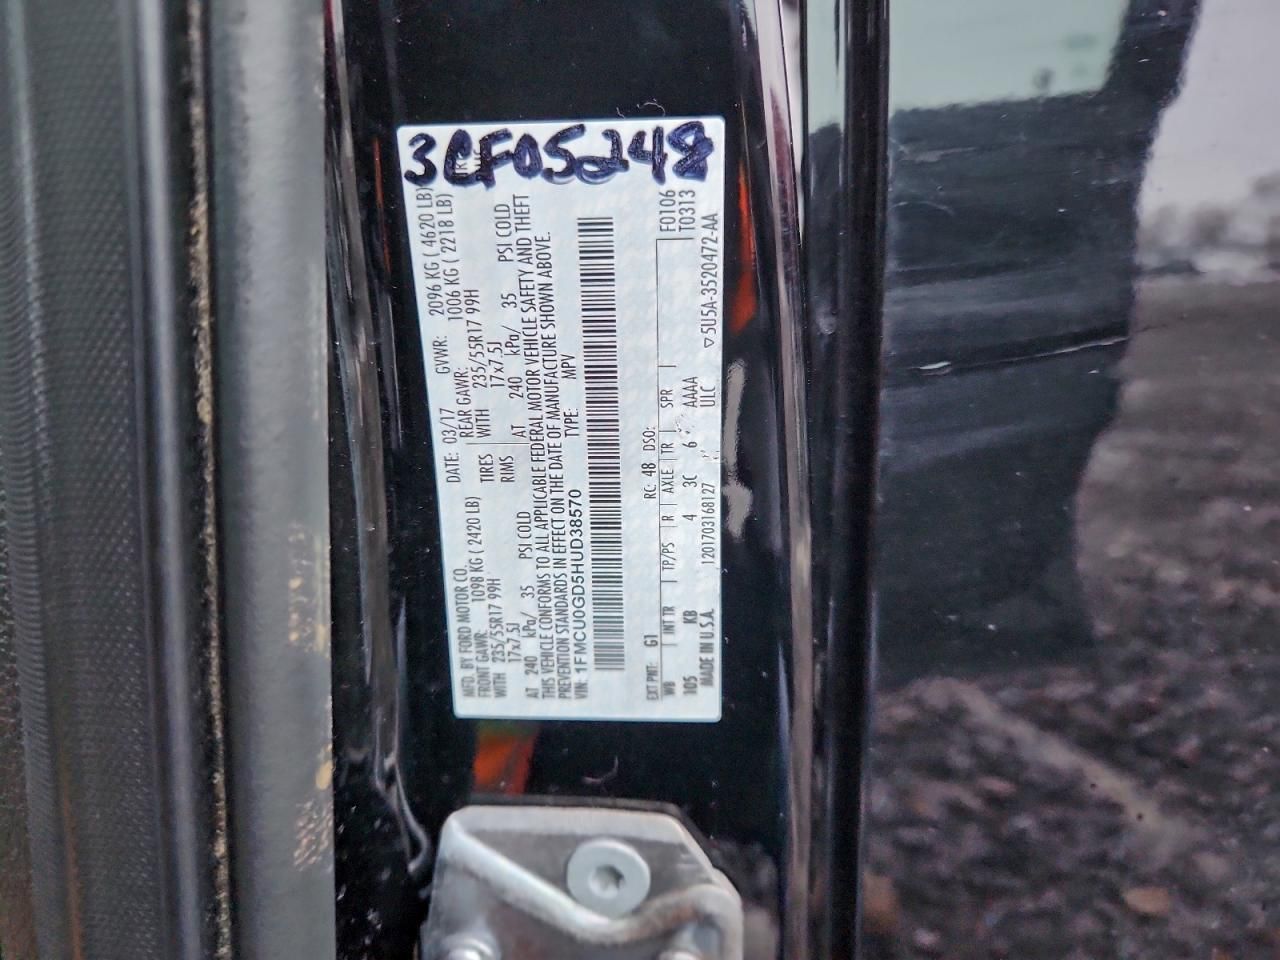 3CF05248
MFD. BY FORD MOTOR CO.
DATE: 03/17 GVWR: 2096 KG ( 4620 LB)
FRONT GAWR: 1098 KG ( 2420 LB) REAR GAWR: 1006 KG ( 2218 LB)
WITH 235/55R17 99H TIRES WITH 235/55R17 99H
17x7.5J RIMS 17x7.5J
AT 240 kPa/ 35 PSI COLD AT 240 kPa/ 35 PSI COLD
THIS VEHICLE CONFORMS TO ALL APPLICABLE FEDERAL MOTOR VEHICLE SAFETY AND THEFT
PREVENTION STANDARDS IN EFFECT ON THE DATE OF MANUFACTURE SHOWN ABOVE.
VIN: 1FMCU0GD5HUD38570 TYPE: MPV
EXT PNT: G1 RC: 48 DSO: F0106
WB INT TR TP/PS R AXLE TR SPR T0313
105 KB 4 3C 6 AAAA
MADE IN U.S.A. 1201703168127 ULC ▽5U5A-3520472-AA